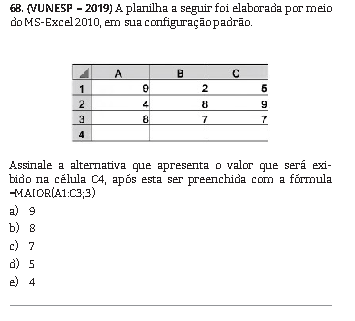 68. (VUNESP – 2019) A planilha a seguir foi elaborada por meio
do MS-Excel 2010, em sua configuração padrão.
A B C
1 9 2 5
2 4 8 9
3 8 7 7
4
Assinale a alternativa que apresenta o valor que será exi-
bido na célula C4, após esta ser preenchida com a fórmula
=MAIOR(A1:C3;3)
a) 9
b) 8
c) 7
d) 5
e) 4